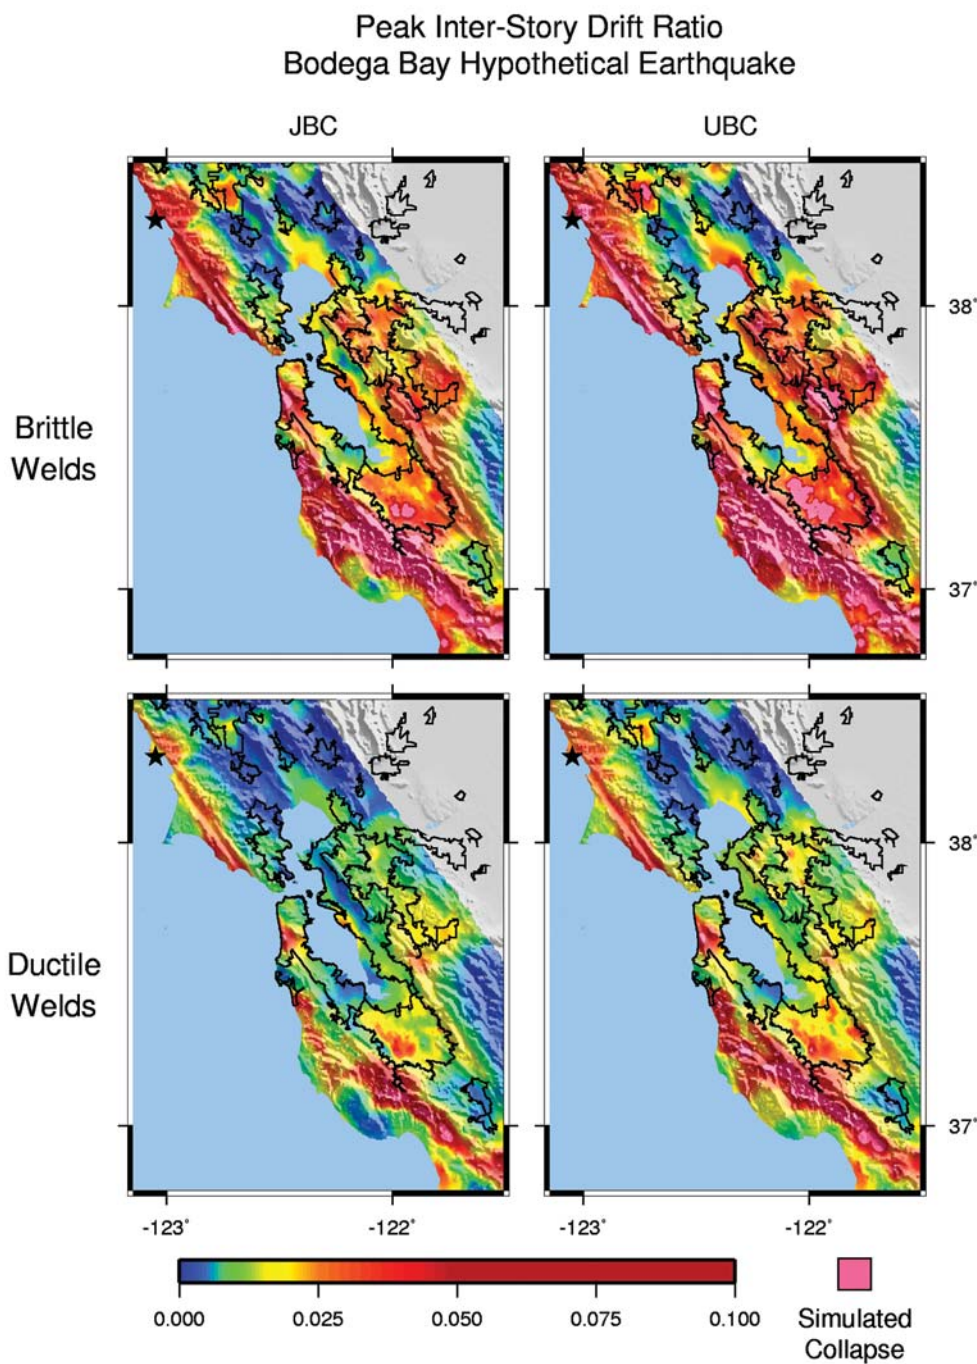 Peak Inter-Story Drift Ratio
Bodega Bay Hypothetical Earthquake
JBC
UBC
38°
Brittle
Welds
37°
38°
Ductile
Welds
37°
-123°
-122°
-123°
-122°
0.000
0.025
0.050
0.075
0.100
Simulated
Collapse